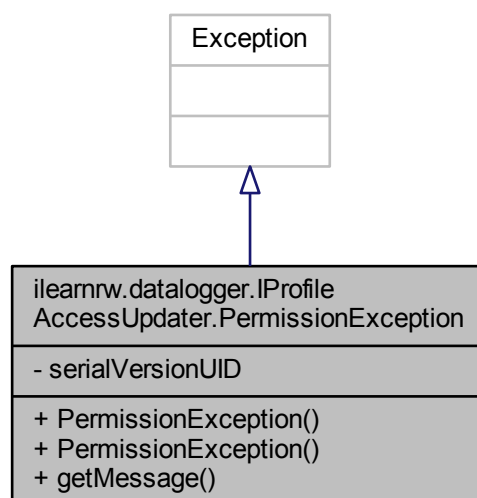 Exception
ilearnrw.datalogger.IProfile
AccessUpdater.PermissionException
- serialVersionUID
+ PermissionException()
+ PermissionException()
+ getMessage()